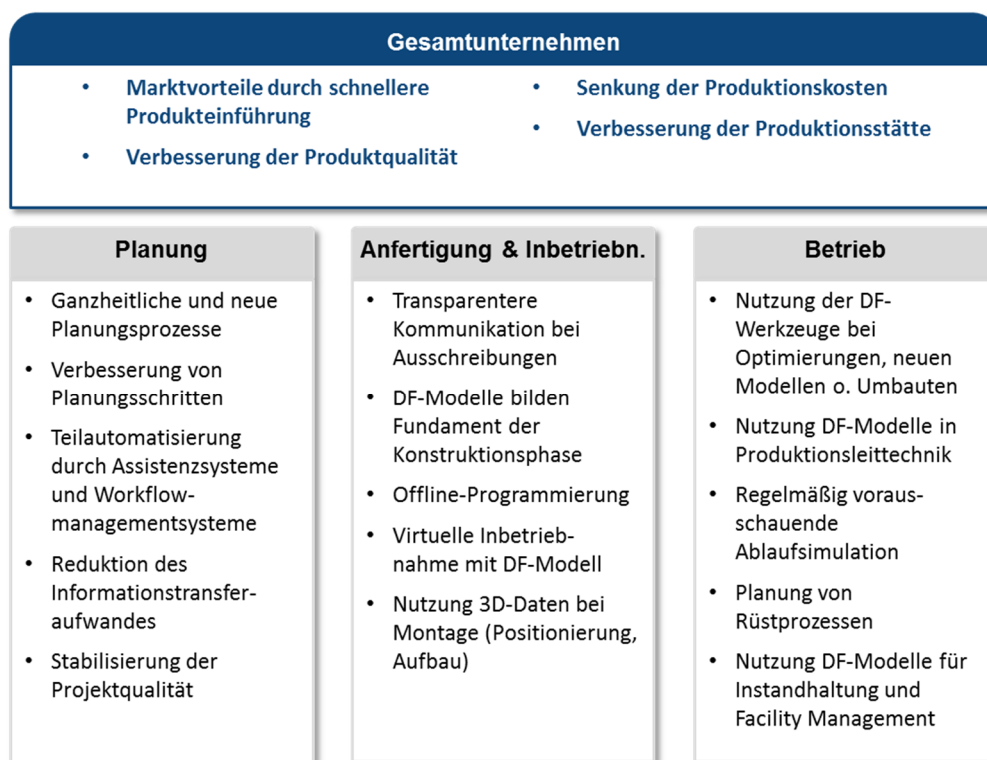 Gesamtunternehmen
• Marktvorteile durch schnellere
Produkteinführung
• Verbesserung der Produktqualität
• Senkung der Produktionskosten
• Verbesserung der Produktionsstätte
Planung
• Ganzheitliche und neue
Planungsprozesse
• Verbesserung von
Planungsschritten
• Teilautomatisierung
durch Assistenzsysteme
und Workflow-
managementsysteme
• Reduktion des
Informationstransfer-
aufwandes
• Stabilisierung der
Projektqualität
Anfertigung & Inbetriebn.
• Transparentere
Kommunikation bei
Ausschreibungen
• DF-Modelle bilden
Fundament der
Konstruktionsphase
• Offline-Programmierung
• Virtuelle Inbetrieb-
nahme mit DF-Modell
• Nutzung 3D-Daten bei
Montage (Positionierung,
Aufbau)
Betrieb
• Nutzung der DF-
Werkzeuge bei
Optimierungen, neuen
Modellen o. Umbauten
• Nutzung DF-Modelle in
Produktionsleittechnik
• Regelmäßig voraus-
schauende
Ablaufsimulation
• Planung von
Rüstprozessen
• Nutzung DF-Modelle für
Instandhaltung und
Facility Management